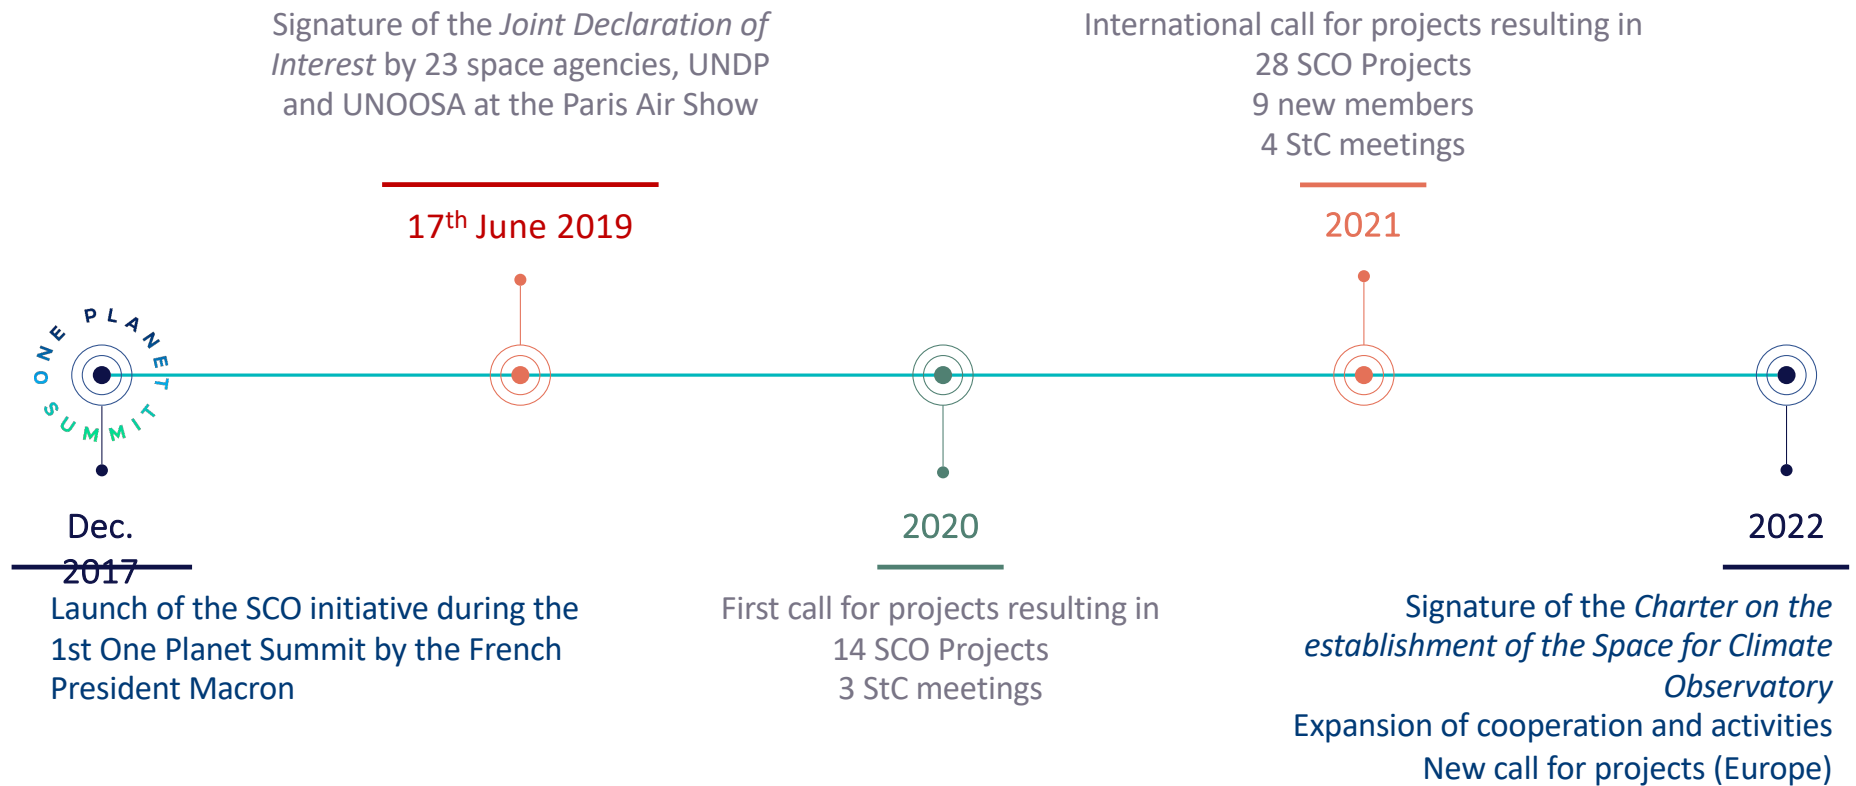 Signature of the Joint Declaration of
Interest by 23 space agencies, UNDP
and UNOOSA at the Paris Air Show
17th June 2019
International call for projects resulting in
28 SCO Projects
9 new members
4 StC meetings
2021
ONE PLANET
SUMMIT
Dec.
2017
Launch of the SCO initiative during the
1st One Planet Summit by the French
President Macron
2020
First call for projects resulting in
14 SCO Projects
3 StC meetings
2022
Signature of the Charter on the
establishment of the Space for Climate
Observatory
Expansion of cooperation and activities
New call for projects (Europe)